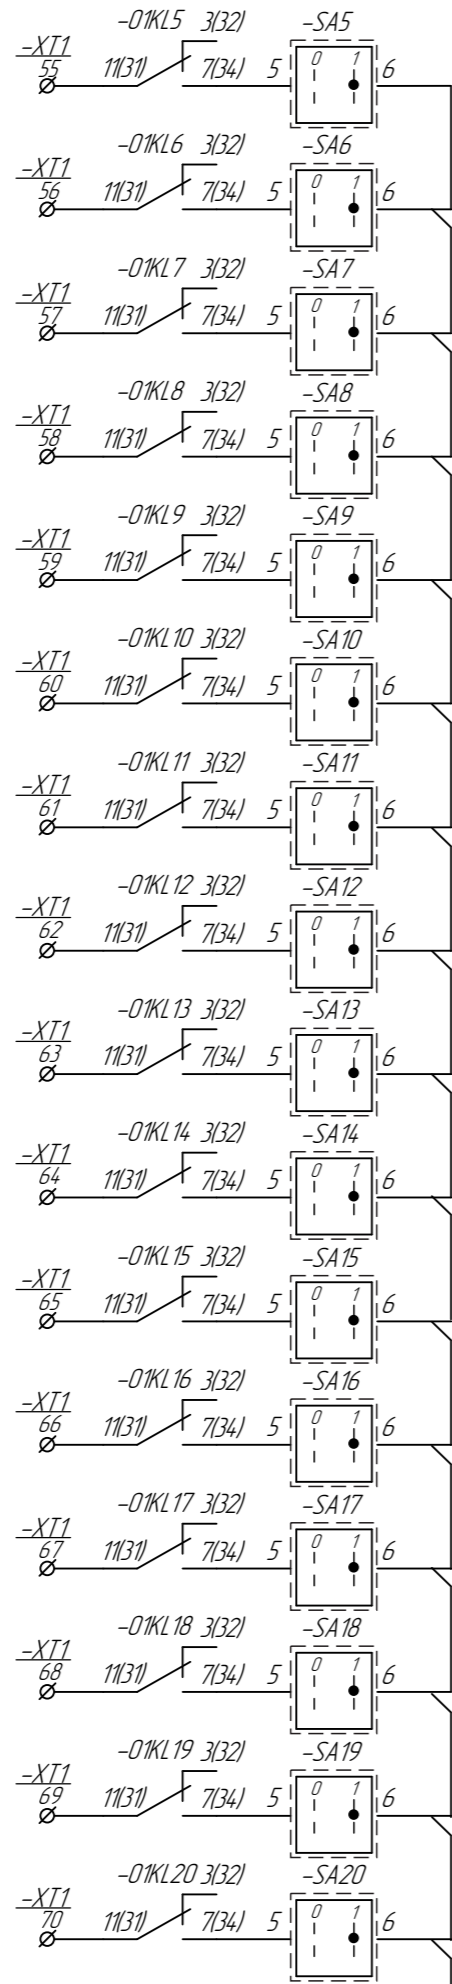 -01KL5 3(32) -SA5
-XT1
55 11(31) 7(34) 5 0 1 6
-01KL6 3(32) -SA6
-XT1
56 11(31) 7(34) 5 0 1 6
-01KL7 3(32) -SA7
-XT1
57 11(31) 7(34) 5 0 1 6
-01KL8 3(32) -SA8
-XT1
58 11(31) 7(34) 5 0 1 6
-01KL9 3(32) -SA9
-XT1
59 11(31) 7(34) 5 0 1 6
-01KL10 3(32) -SA10
-XT1
60 11(31) 7(34) 5 0 1 6
-01KL11 3(32) -SA11
-XT1
61 11(31) 7(34) 5 0 1 6
-01KL12 3(32) -SA12
-XT1
62 11(31) 7(34) 5 0 1 6
-01KL13 3(32) -SA13
-XT1
63 11(31) 7(34) 5 0 1 6
-01KL14 3(32) -SA14
-XT1
64 11(31) 7(34) 5 0 1 6
-01KL15 3(32) -SA15
-XT1
65 11(31) 7(34) 5 0 1 6
-01KL16 3(32) -SA16
-XT1
66 11(31) 7(34) 5 0 1 6
-01KL17 3(32) -SA17
-XT1
67 11(31) 7(34) 5 0 1 6
-01KL18 3(32) -SA18
-XT1
68 11(31) 7(34) 5 0 1 6
-01KL19 3(32) -SA19
-XT1
69 11(31) 7(34) 5 0 1 6
-01KL20 3(32) -SA20
-XT1
70 11(31) 7(34) 5 0 1 6